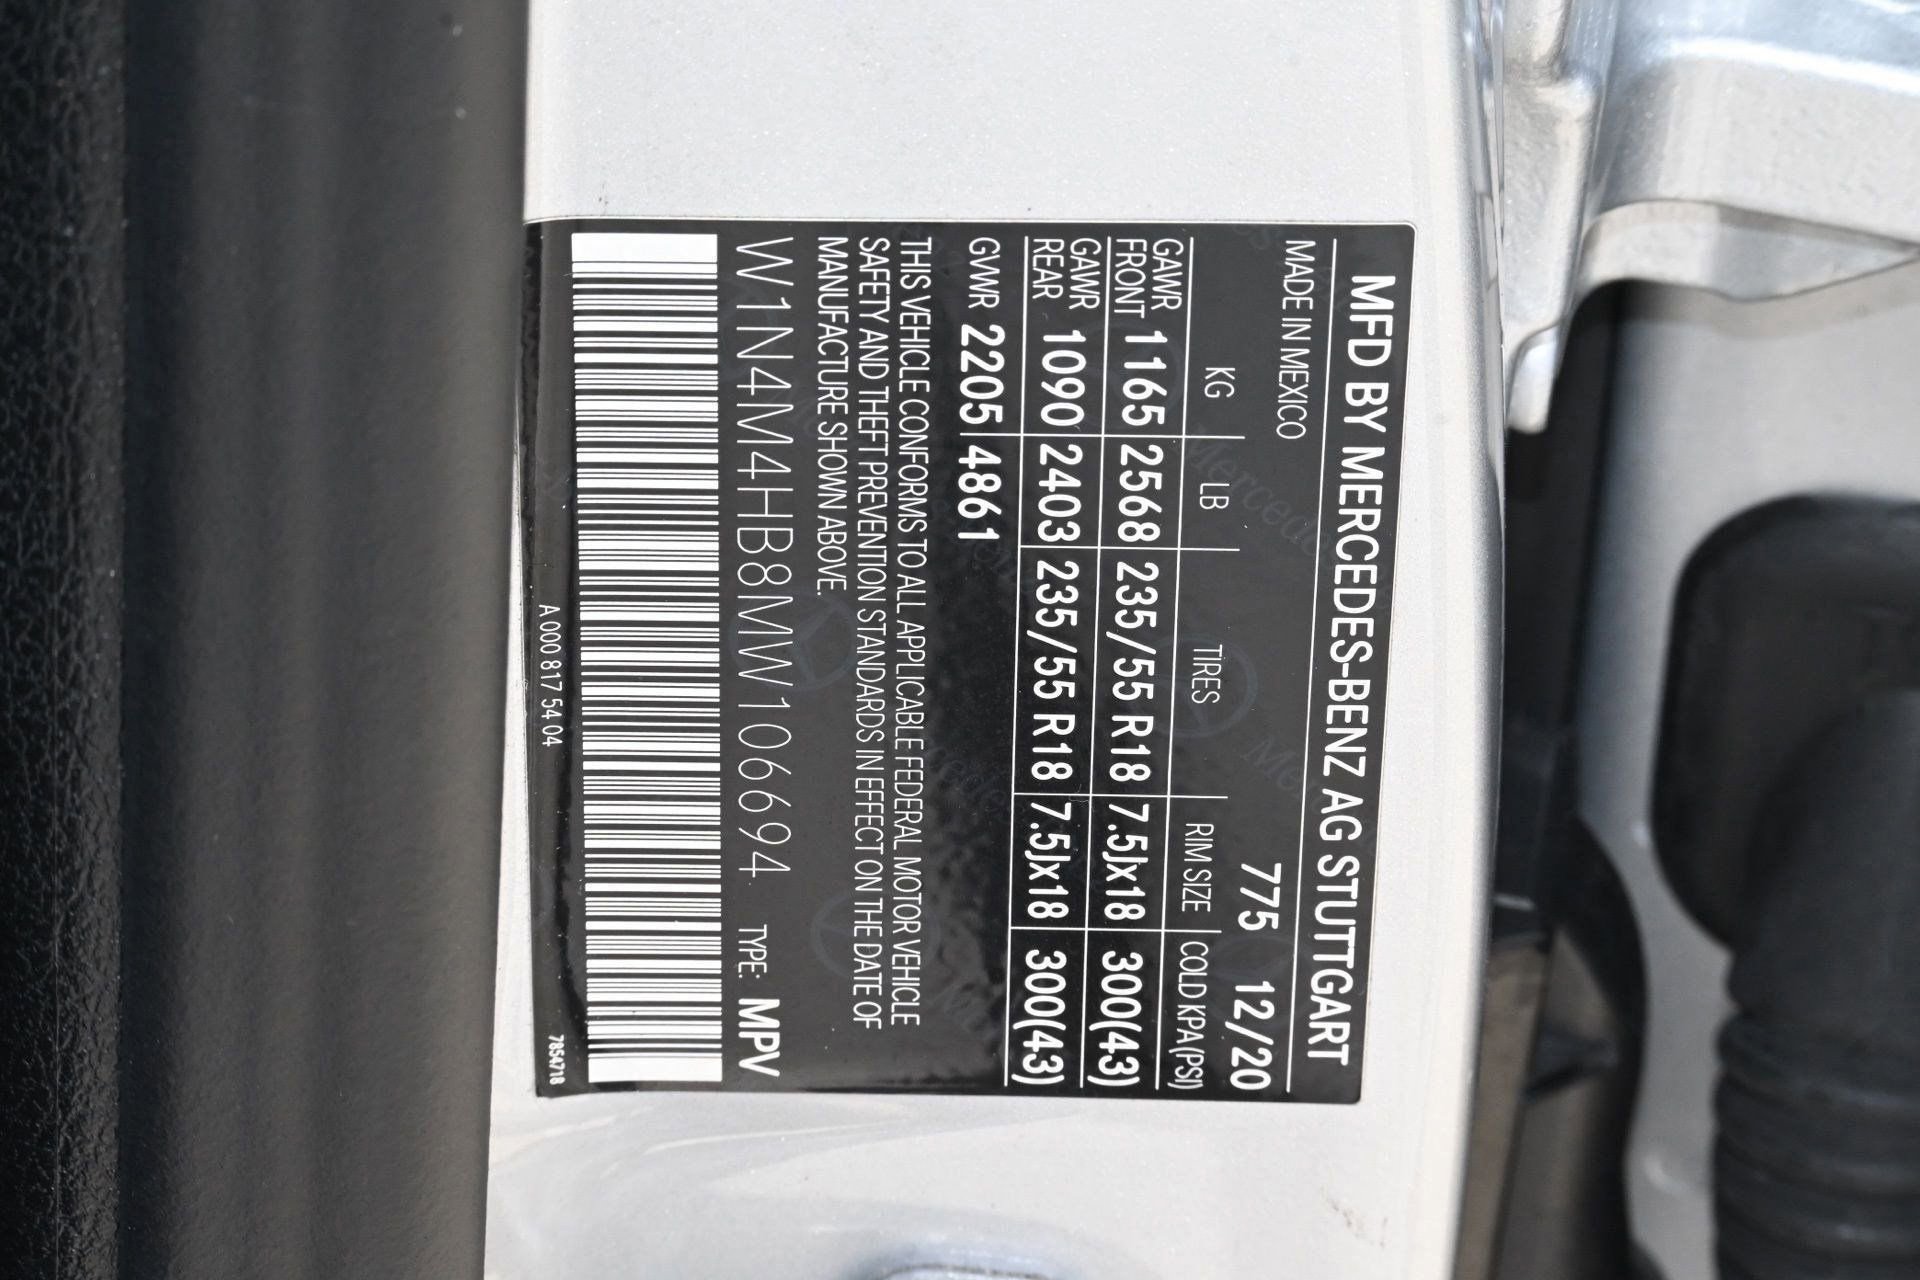 MFD BY MERCEDES-BENZ AG STUTTGART
MADE IN MEXICO 775 12/20
KG LB TIRES RIM SIZE COLD KPA(PSI)
GAWR
FRONT 1165 2568 235/55 R18 7.5Jx18 300(43)
GAWR
REAR 1090 2403 235/55 R18 7.5Jx18 300(43)
GWWR 2205 4861
THIS VEHICLE CONFORMS TO ALL APPLICABLE FEDERAL MOTOR VEHICLE
SAFETY AND THEFT PREVENTION STANDARDS IN EFFECT ON THE DATE OF
MANUFACTURE SHOWN ABOVE.
W1N4M4HB8MW106694 TYPE: MPV
A 000 817 54 04 7854718